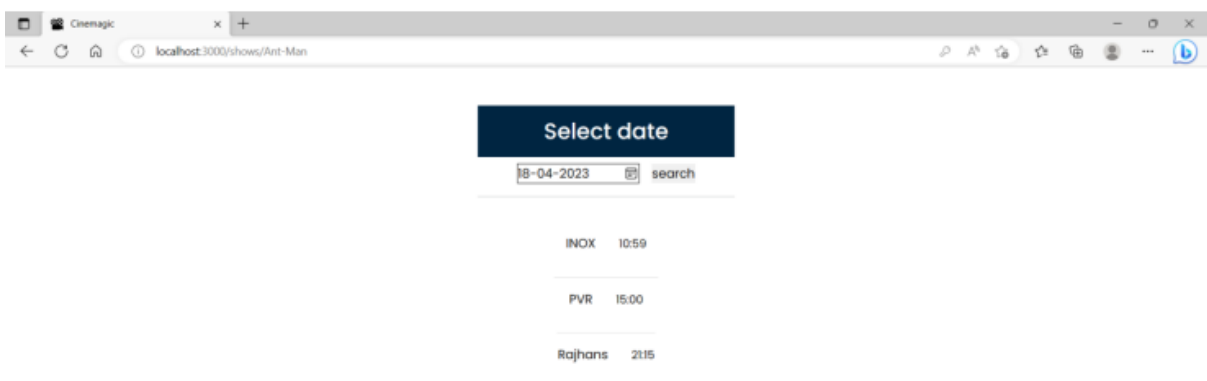 Cinemagic
localhost:3000/shows/Ant-Man
Select date
18-04-2023 search
INOX 10:59
PVR 15:00
Rajhans 21:15